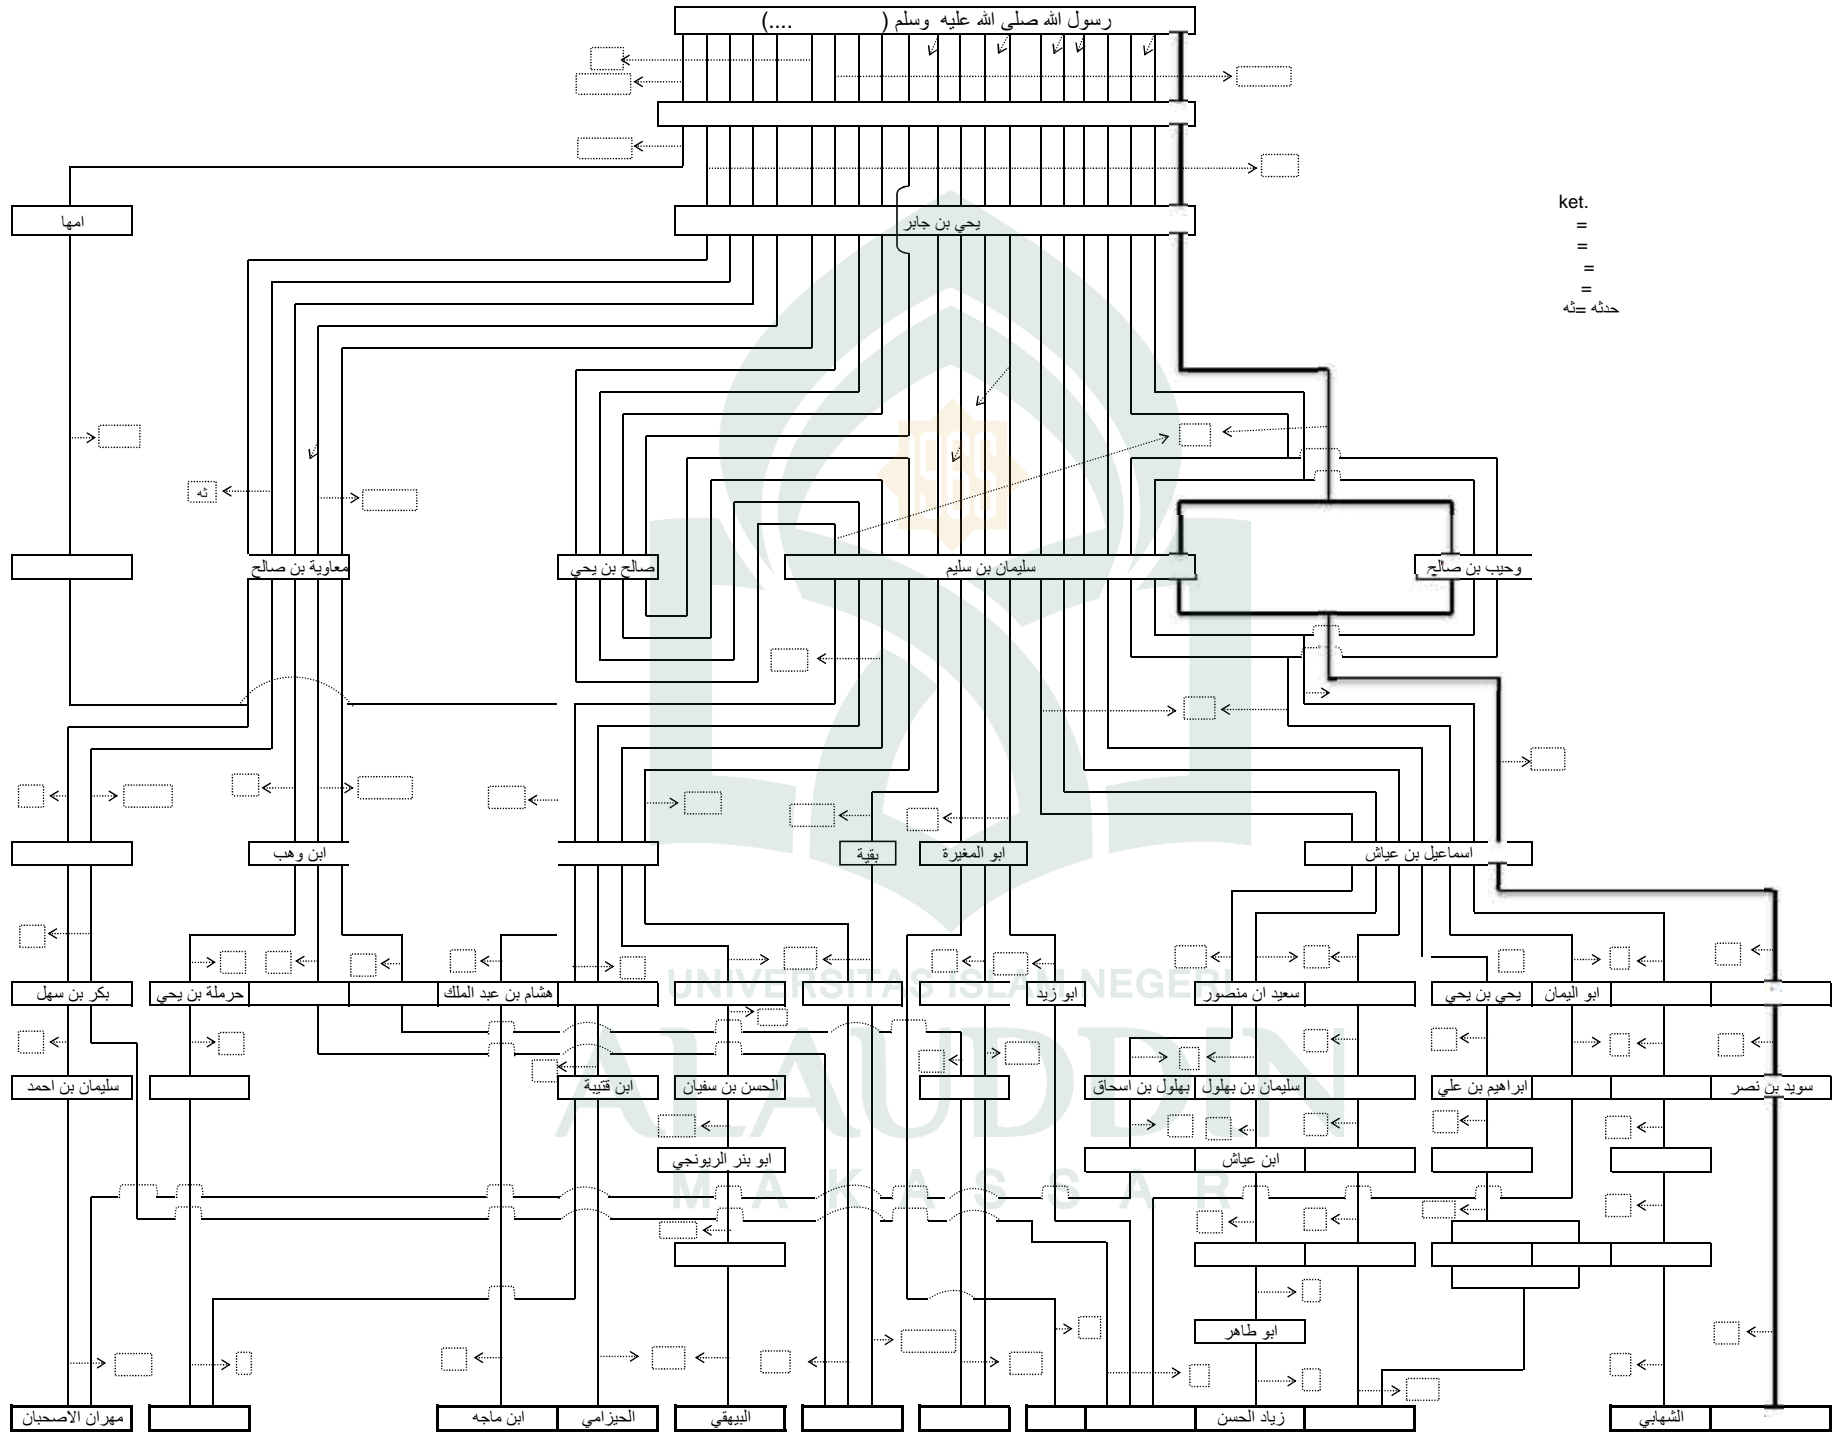 رسول الله صلى الله عليه وسلم ( ....)
ket.
=
=
=
=
حدثه =ثه
امها
يحي بن جابر
ثه
معاوية بن صالح
صالح بن يحي
سليمان بن سليم
وحيب بن صالح
ابن وهب
بقية
ابو المغيرة
اسماعيل بن عياش
UNIVERSITAS ISLAM NEGERI
بكر بن سهل
حرملة بن يحي
هشام بن عبد الملك
ابو زيد
سعيد ان منصور
يحي بن يحي
ابو اليمان
ALAUDDIN
سليمان بن احمد
ابن قتيبة
الحسن بن سفيان
بهلول بن اسحاق
سليمان بن بهلول
ابراهيم بن علي
سويد بن نصر
ابو بنر الريونجي
ابن عياش
MAKASSAR
ابو طاهر
مهران الاصحبان
ابن ماجه
الحيزامي
البيهقي
زياد الحسن
الشهابي